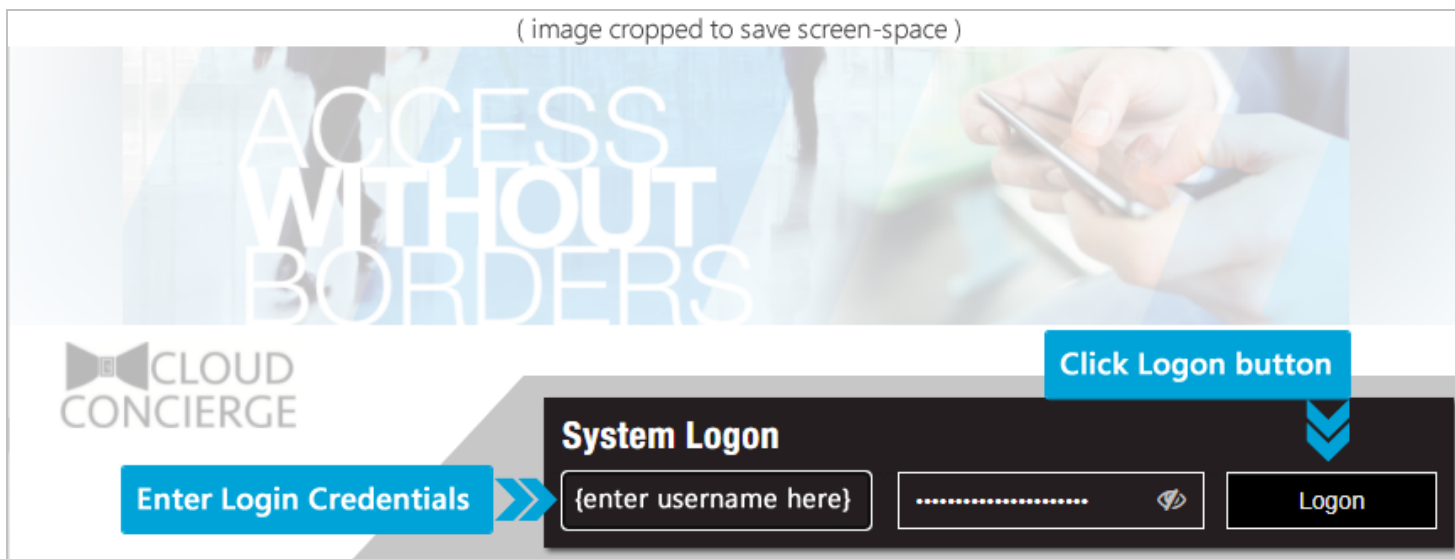 ( image cropped to save screen-space )
ACCESS
WITHOUT
BORDERS
CLOUD
CONCIERGE
Click Logon button
System Logon
Enter Login Credentials
{enter username here}
Logon